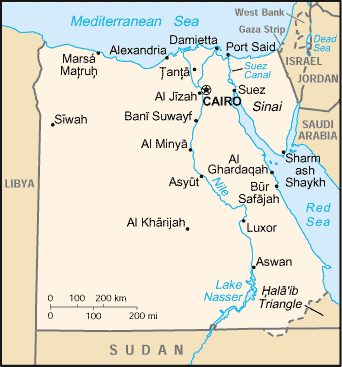 Mediterranean Sea
West Bank
Gaza Strip
Dead
Sea
Damietta
Alexandria
Port Said
Marsá
Maṭruḥ
Ṭanṭā
Suez
Canal
ISRAEL
JORDAN
Al Jīzah
CAIRO
Suez
Sinai
Sīwah
Banī Suwayf
SAUDI
ARABIA
Al Minyā
Sharm
ash
Shaykh
Al
Ghardaqah
LIBYA
Asyūt
Nile
Būr
Safājah
Red
Sea
Al Khārijah
Luxor
Aswan
Lake
Nasser
Ḥalā'ib
Triangle
0 100 200 km
0 100 200 mi
SUDAN